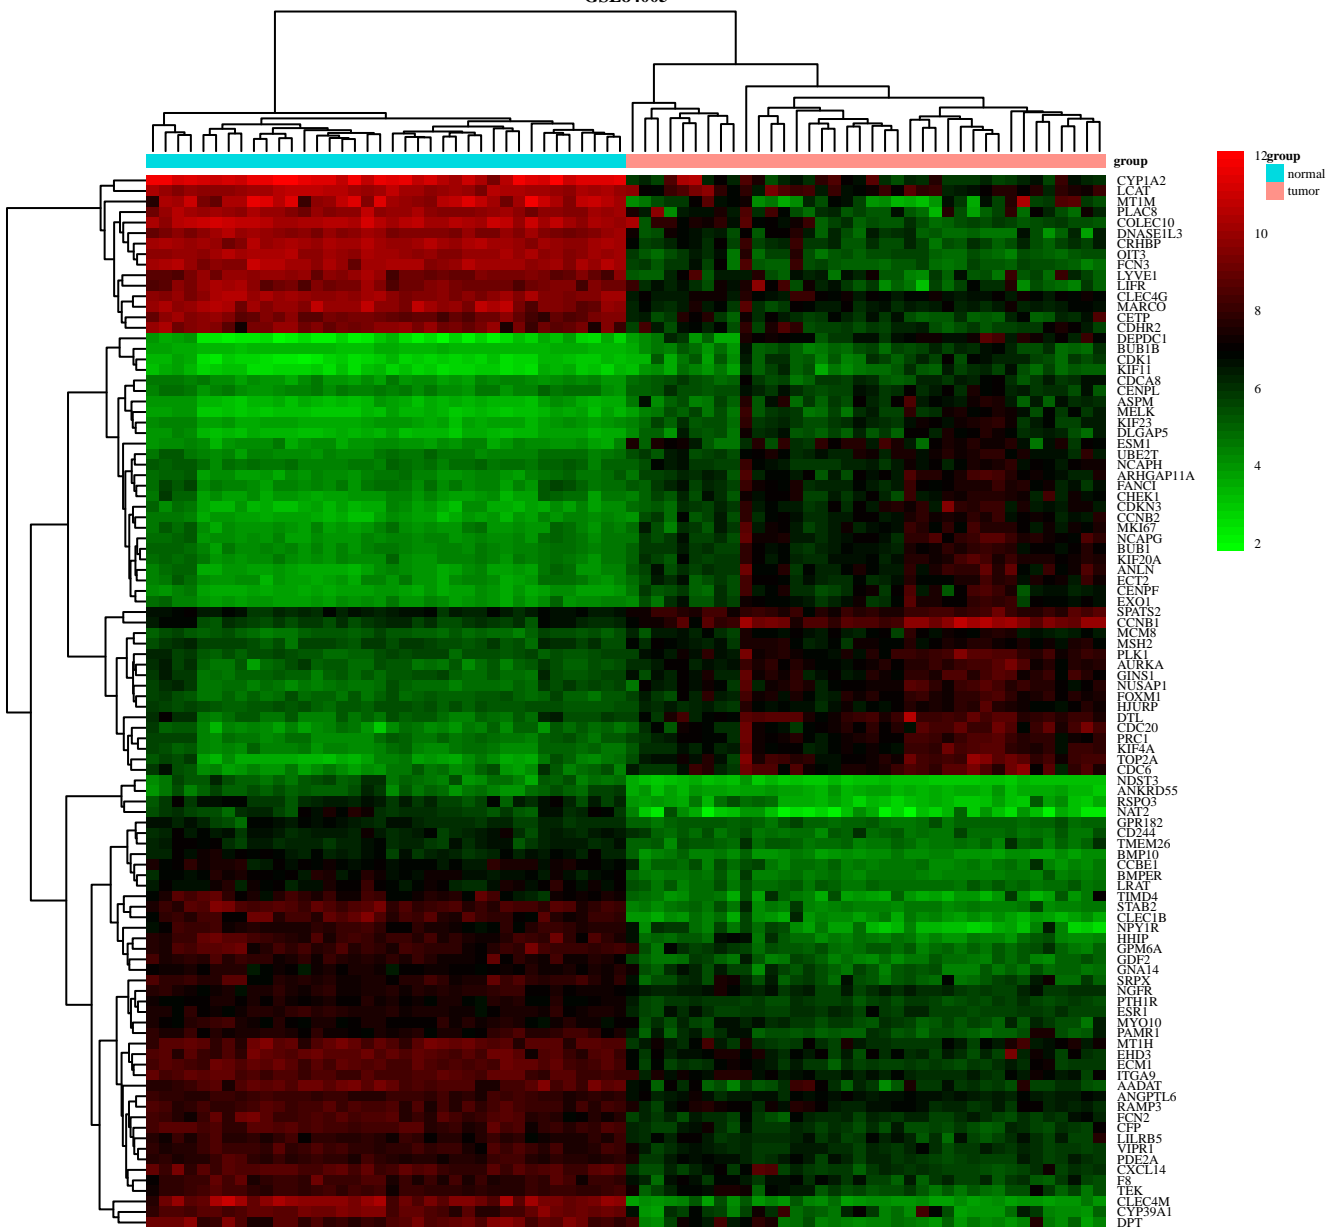 group
CYP1A2
LCAT
MT1M
PLAC8
COLEC10
DNASE1L3
CRHBP
OIT3
FCN3
LYVE1
LIFR
CLEC4G
MARCO
CETP
CDHR2
DEPDC1
BUB1B
CDK1
KIF11
CDCA8
CENPL
ASPM
MELK
KIF23
DLGAP5
ESM1
UBE2T
NCAPH
ARHGAP11A
FANCI
CHEK1
CDKN3
CCNB2
MKI67
NCAPG
BUB1
KIF20A
ANLN
ECT2
CENPF
EXO1
SPATS2
CCNB1
MCM8
MSH2
PLK1
AURKA
GINS1
NUSAP1
FOXM1
HJURP
DTL
CDC20
PRC1
KIF4A
TOP2A
CDC6
NDST3
ANKRD55
RSPO3
NAT2
GPR182
CD244
TMEM26
BMP10
CCBE1
BMPER
LRAT
TIMD4
STAB2
CLEC1B
NPY1R
HHIP
GPM6A
GDF2
GNA14
SRPX
NGFR
PTH1R
ESR1
MYO10
PAMR1
MT1H
EHD3
ECM1
ITGA9
AADAT
ANGPTL6
RAMP3
FCN2
CFP
LILRB5
VIPR1
PDE2A
CXCL14
F8
TEK
CLEC4M
CYP39A1
DPT
12
10
8
6
4
2
group
normal
tumor